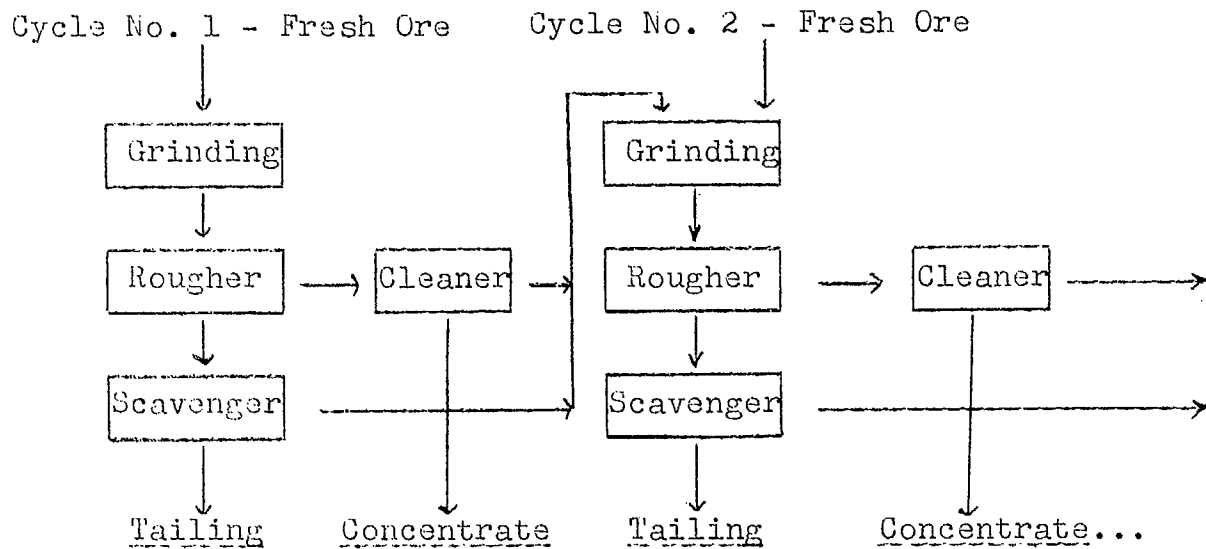 Cycle No. 1 - Fresh Ore Cycle No. 2 - Fresh Ore
Grinding Grinding
Rougher Cleaner Rougher Cleaner
Scavenger Scavenger
Tailing Concentrate Tailing Concentrate...